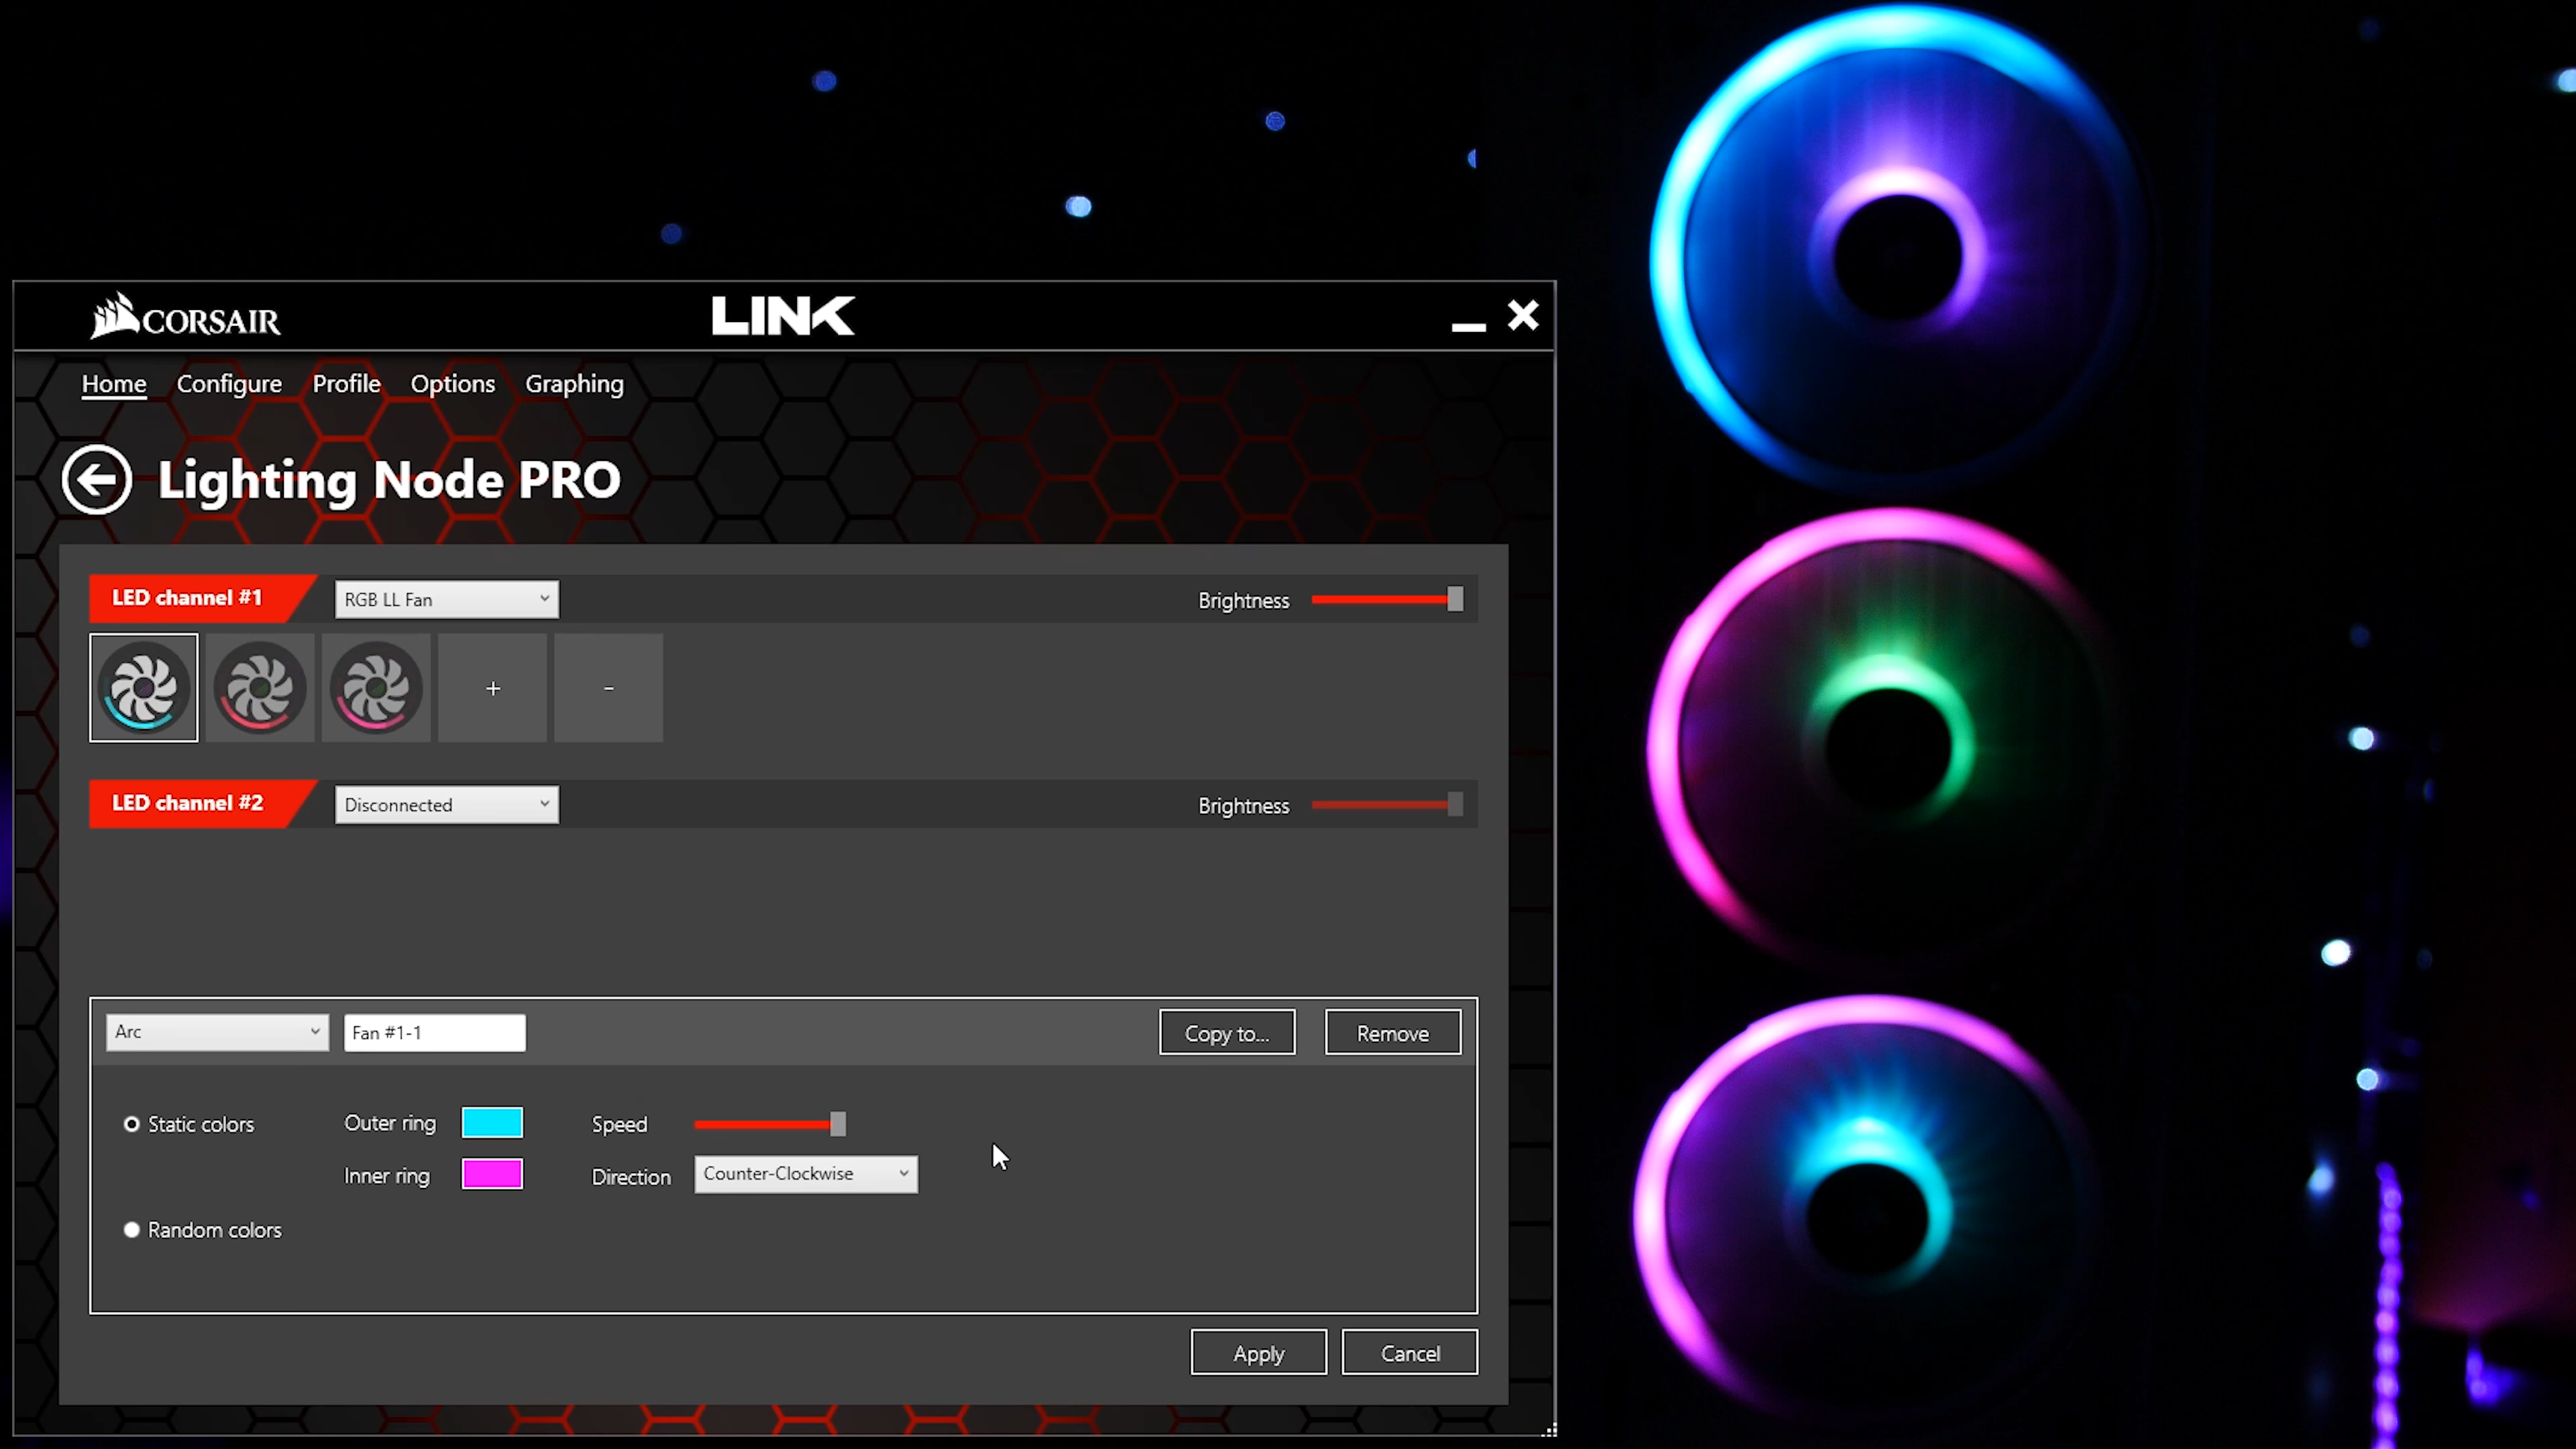 CORSAIR
LINK
Home Configure Profile Options Graphing
Lighting Node PRO
LED channel #1 RGB LL Fan Brightness
+ -
LED channel #2 Disconnected Brightness
Arc Fan #1-1 Copy to... Remove
Static colors Outer ring Speed
Inner ring Direction Counter-Clockwise
Random colors
Apply Cancel